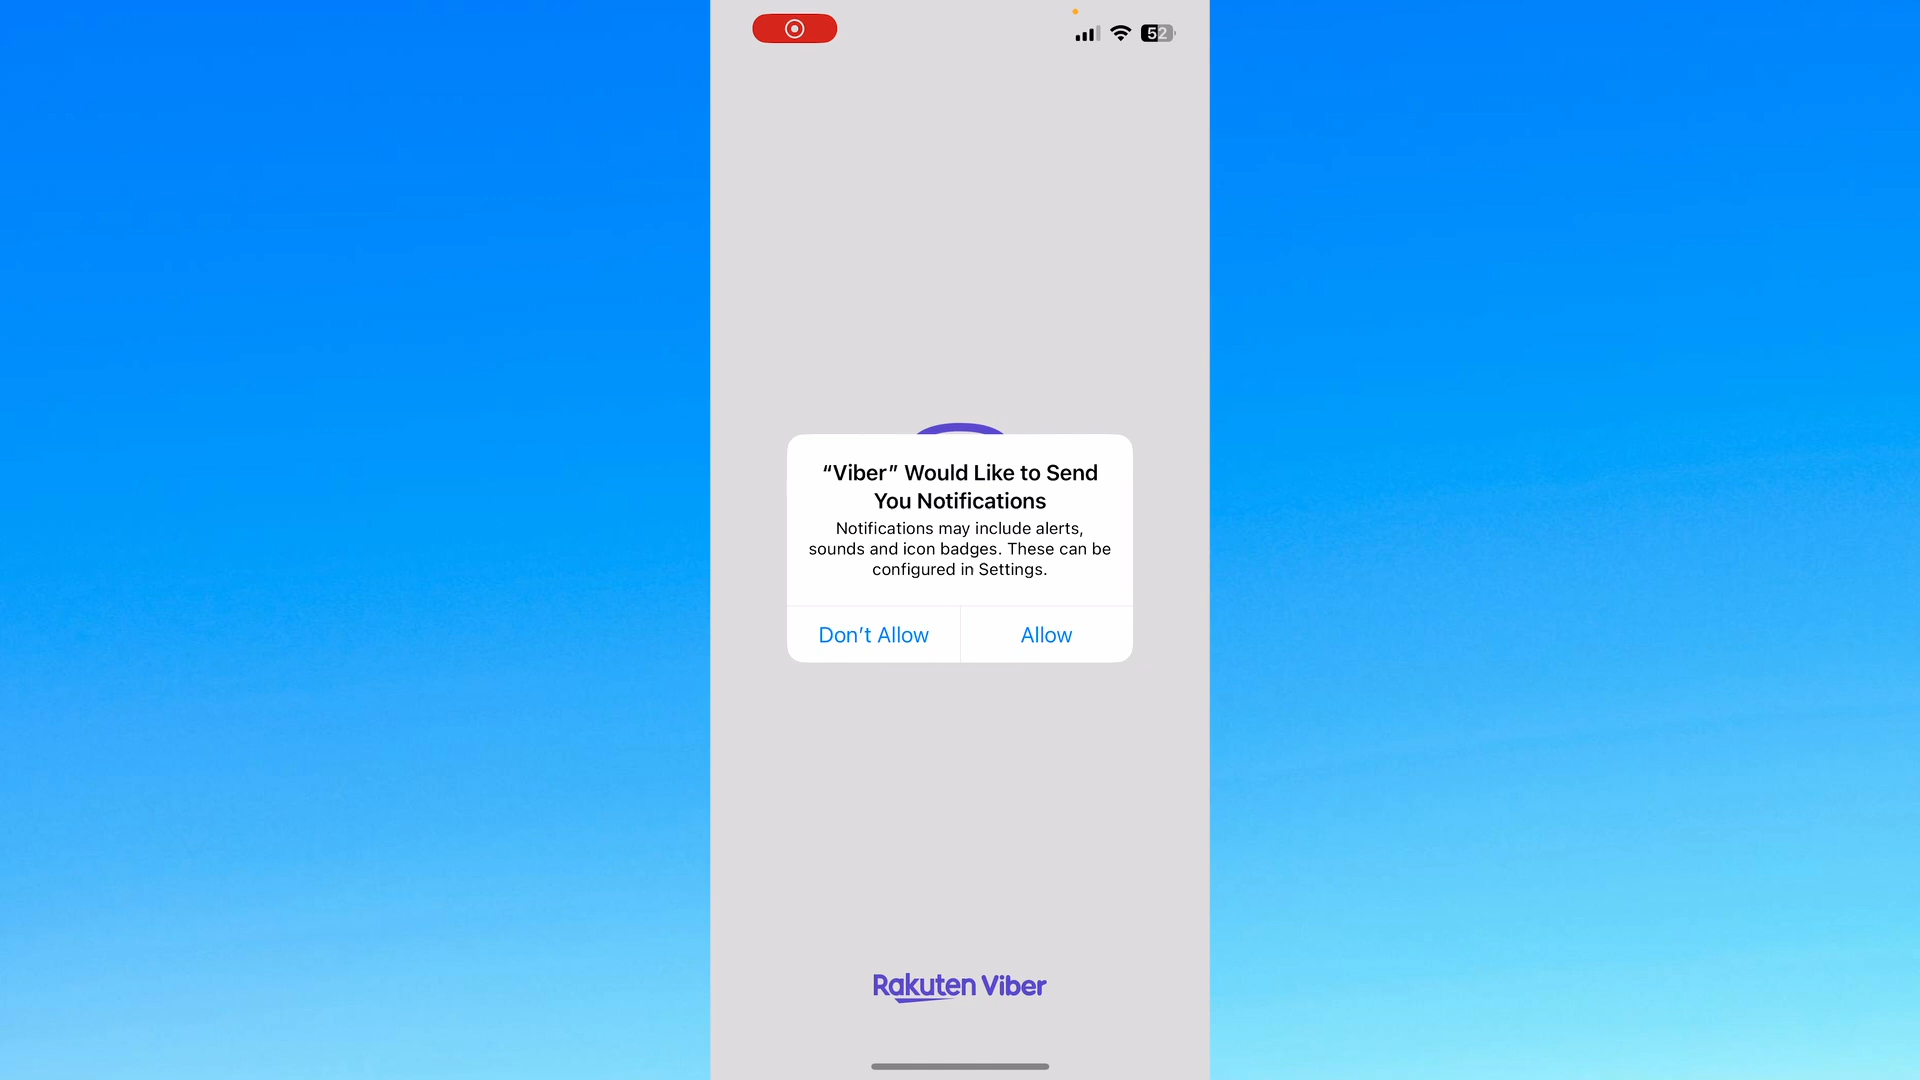 52
“Viber” Would Like to Send
You Notifications
Notifications may include alerts,
sounds and icon badges. These can be
configured in Settings.
Don’t Allow
Allow
Rakuten Viber